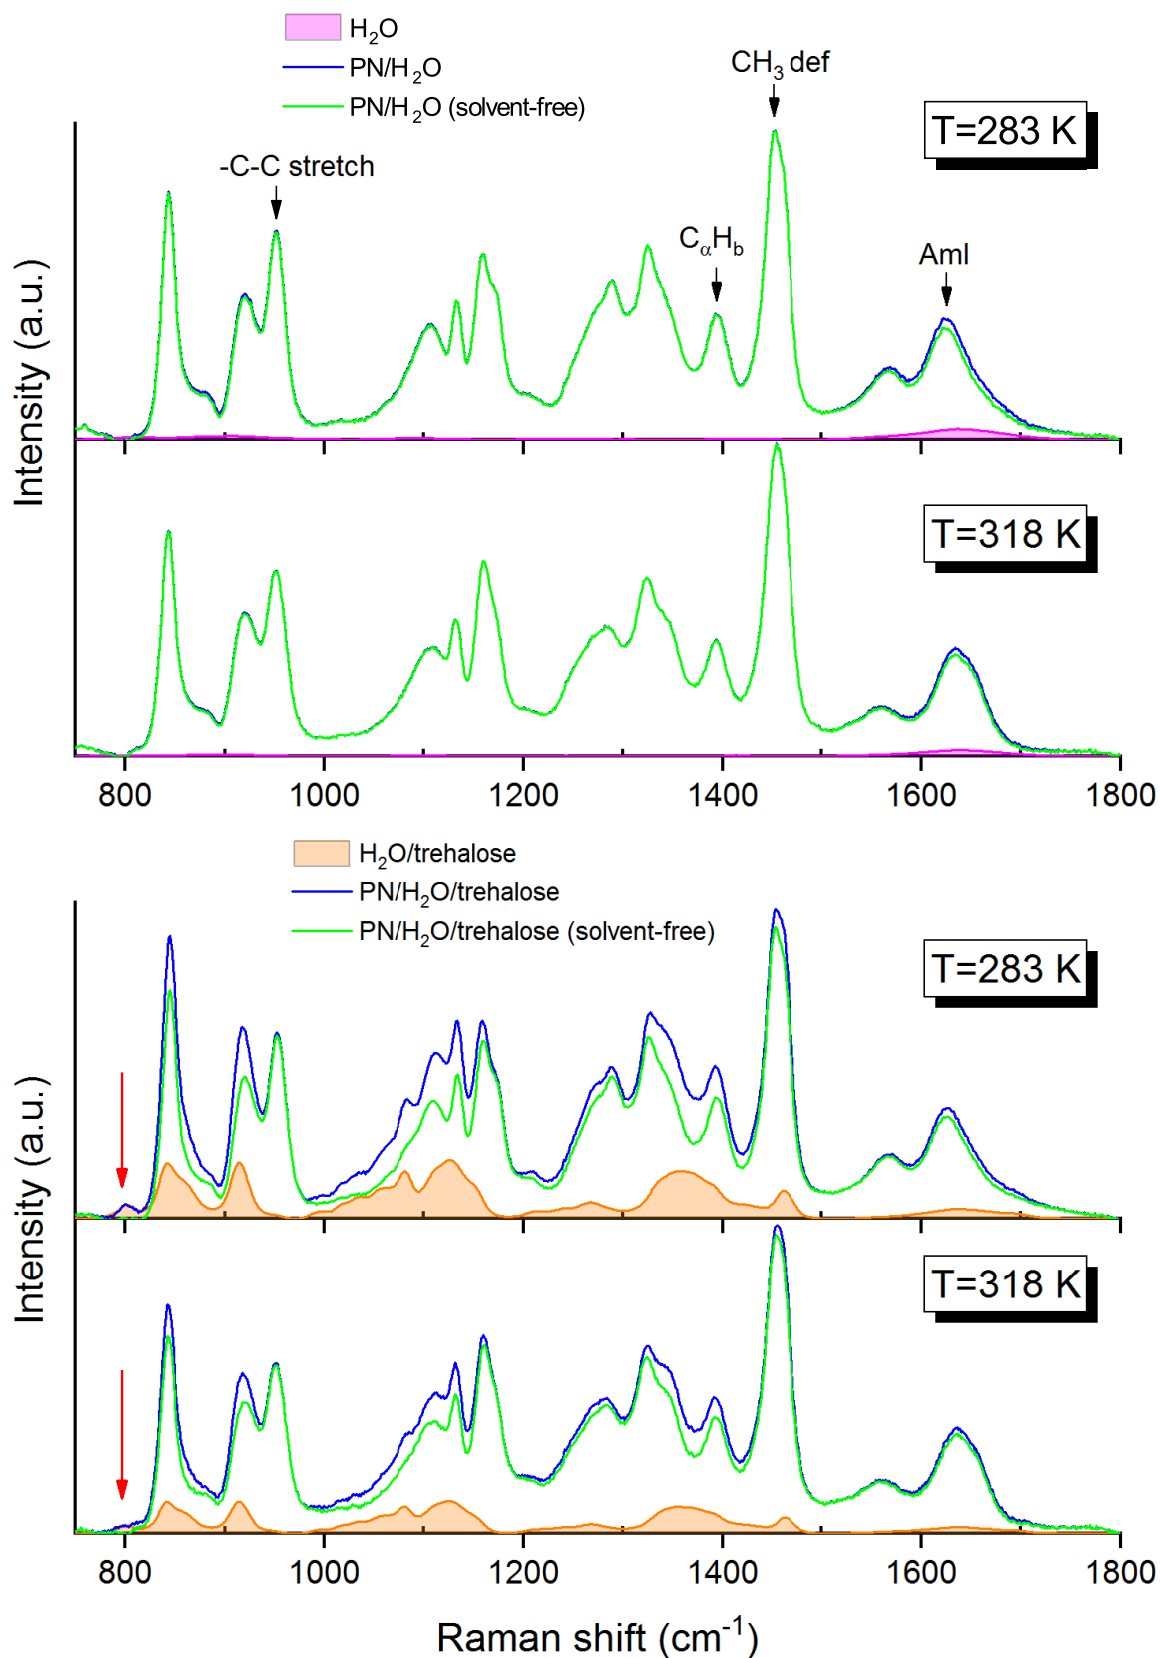 H₂O
PN/H₂O
PN/H₂O (solvent-free)
CH₃ def
T=283 K
-C-C stretch
CαHb
AmI
Intensity (a.u.)
T=318 K
800 1000 1200 1400 1600 1800
H₂O/trehalose
PN/H₂O/trehalose
PN/H₂O/trehalose (solvent-free)
T=283 K
Intensity (a.u.)
T=318 K
800 1000 1200 1400 1600 1800
Raman shift (cm⁻¹)